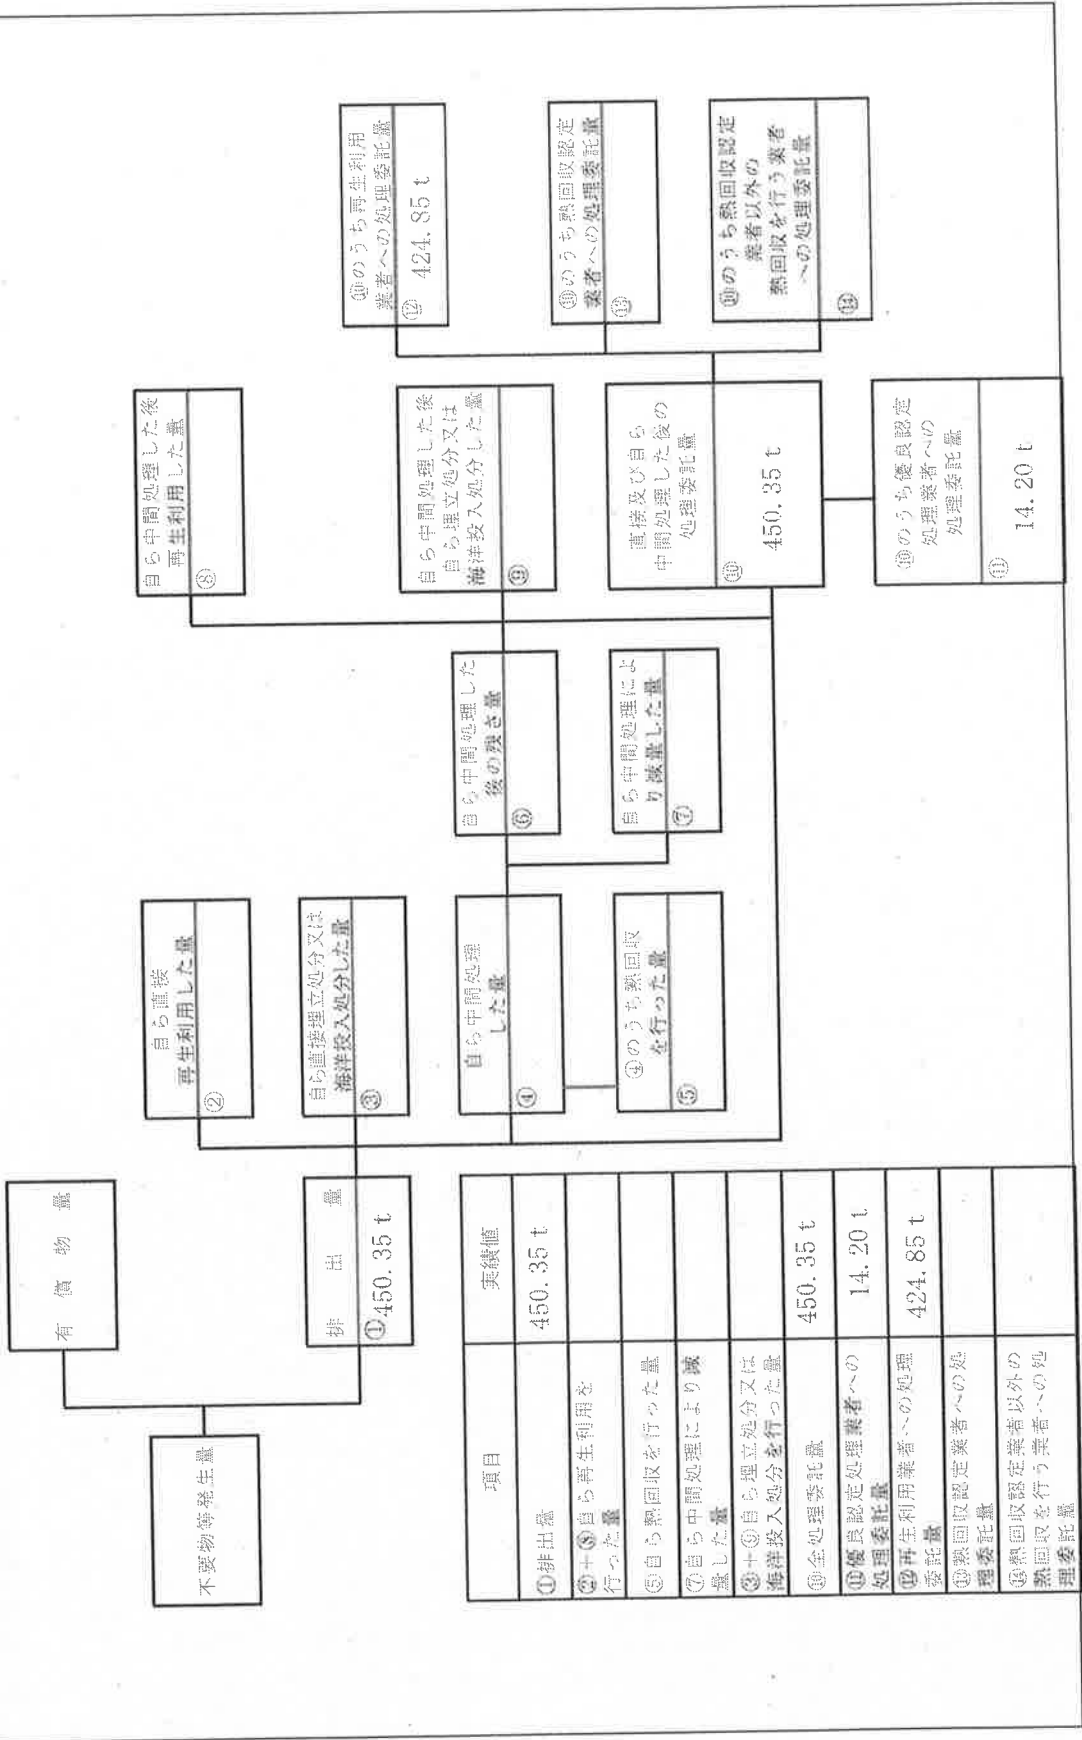 不要物等発生量
有償物量
排出量
①450.35t
自ら直接
再生利用した量
②
自ら直接埋立処分又は
海洋投入処分した量
③
自ら中間処理
した量
④
④のうち熱回収
を行った量
⑤
自ら中間処理した
後の残さ量
⑥
自ら中間処理によ
り減量した量
⑦
自ら中間処理した後
再生利用した量
⑧
自ら中間処理した後
自ら埋立処分又は
海洋投入処分した量
⑨
直接及び自ら
中間処理した後の
処理委託量
⑩
450.35t
⑩のうち優良認定
処理業者への
処理委託量
⑪
14.20t
⑩のうち再生利用
業者への処理委託量
⑫ 424.85t
⑩のうち熱回収認定
業者への処理委託量
⑬
⑩のうち熱回収認定
業者以外の
熱回収を行う業者
への処理委託量
⑭
項目 実績値
①排出量 450.35t
②+⑧自ら再生利用を
行った量
⑤自ら熱回収を行った量
⑦自ら中間処理により減
量した量
③+⑨自ら埋立処分又は
海洋投入処分を行った量
⑩全処理委託量 450.35t
⑪優良認定処理業者への
処理委託量 14.20t
⑫再生利用業者への処理
委託量 424.85t
⑬熱回収認定業者への処
理委託量
⑭熱回収認定業者以外の
熱回収を行う業者への処
理委託量